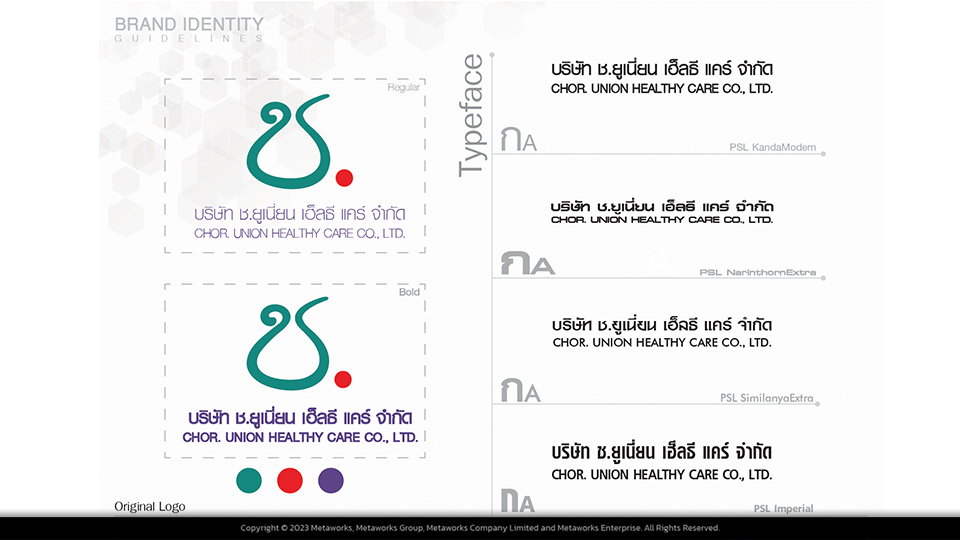 BRAND IDENTITY
GUIDELINES
Regular
ช.
บริษัท ช.ยูเนี่ยน เฮ็ลธี แคร์ จำกัด
CHOR. UNION HEALTHY CARE CO., LTD.
Bold
ช.
บริษัท ช.ยูเนี่ยน เฮ็ลธี แคร์ จำกัด
CHOR. UNION HEALTHY CARE CO., LTD.
Original Logo
Typeface
บริษัท ช.ยูเนี่ยน เฮ็ลธี แคร์ จำกัด
CHOR. UNION HEALTHY CARE CO., LTD.
กA
PSL KandaModern
บริษัท ช.ยูเนี่ยน เฮ็ลธี แคร์ จำกัด
CHOR. UNION HEALTHY CARE CO., LTD.
กA
PSL NarinthornExtra
บริษัท ช.ยูเนี่ยน เฮ็ลธี แคร์ จำกัด
CHOR. UNION HEALTHY CARE CO., LTD.
กA
PSL SimilanyaExtra
บริษัท ช.ยูเนี่ยน เฮ็ลธี แคร์ จำกัด
CHOR. UNION HEALTHY CARE CO., LTD.
กA
PSL Imperial
Copyright © 2023 Metaworks, Metaworks Group, Metaworks Company Limited and Metaworks Enterprise. All Rights Reserved.